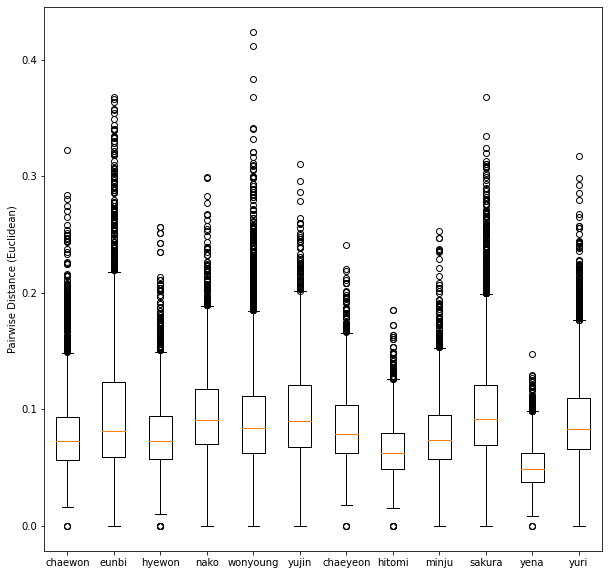 Pairwise Distance (Euclidean)
0.4
0.3
0.2
0.1
0.0
chaewon eunbi hyewon nako wonyoung yujin chaeyeon hitomi minju sakura yena yuri